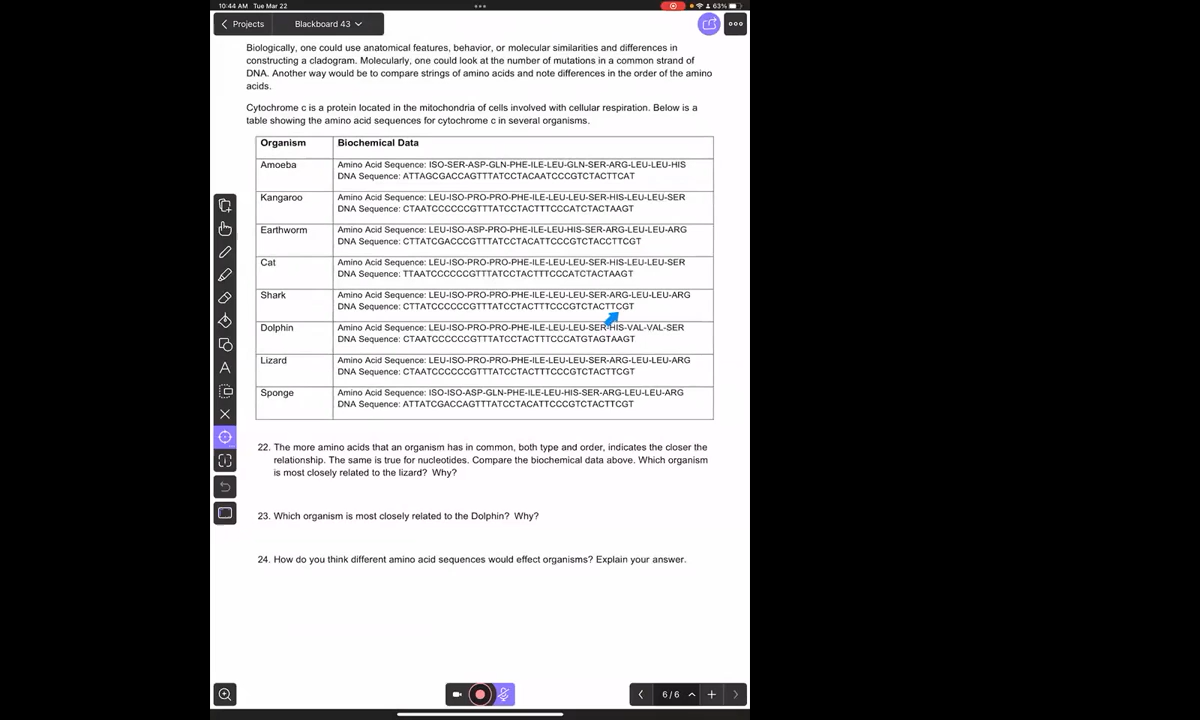 10:44 AM Tue Mar 22
63%
Projects
Blackboard 43
Biologically, one could use anatomical features, behavior, or molecular similarities and differences in
constructing a cladogram. Molecularly, one could look at the number of mutations in a common strand of
DNA. Another way would be to compare strings of amino acids and note differences in the order of the amino
acids.
Cytochrome c is a protein located in the mitochondria of cells involved with cellular respiration. Below is a
table showing the amino acid sequences for cytochrome c in several organisms.
Organism Biochemical Data
Amoeba Amino Acid Sequence: ISO-SER-ASP-GLN-PHE-ILE-LEU-GLN-SER-ARG-LEU-LEU-HIS
DNA Sequence: ATTAGCGACCAGTTTATCCTACAATCCCGTCTACTTCAT
Kangaroo Amino Acid Sequence: LEU-ISO-PRO-PRO-PHE-ILE-LEU-LEU-SER-HIS-LEU-LEU-SER
DNA Sequence: CTAATCCCCCCGTTTATCCTACTTTCCCATCTACTAAGT
Earthworm Amino Acid Sequence: LEU-ISO-ASP-PRO-PHE-ILE-LEU-HIS-SER-ARG-LEU-LEU-ARG
DNA Sequence: CTTATCGACCCGTTTATCCTACATTCCCGTCTACCTTCGT
Cat Amino Acid Sequence: LEU-ISO-PRO-PRO-PHE-ILE-LEU-LEU-SER-HIS-LEU-LEU-SER
DNA Sequence: TTAATCCCCCCGTTTATCCTACTTTCCCATCTACTAAGT
Shark Amino Acid Sequence: LEU-ISO-PRO-PRO-PHE-ILE-LEU-LEU-SER-ARG-LEU-LEU-ARG
DNA Sequence: CTTATCCCCCCGTTTATCCTACTTTCCCGTCTACTTCGT
Dolphin Amino Acid Sequence: LEU-ISO-PRO-PRO-PHE-ILE-LEU-LEU-SER-HIS-VAL-VAL-SER
DNA Sequence: CTAATCCCCCCGTTTATCCTACTTTCCCATGTAGTAAGT
Lizard Amino Acid Sequence: LEU-ISO-PRO-PRO-PHE-ILE-LEU-LEU-SER-ARG-LEU-LEU-ARG
DNA Sequence: CTAATCCCCCCGTTTATCCTACTTTCCCGTCTACTTCGT
Sponge Amino Acid Sequence: ISO-ISO-ASP-GLN-PHE-ILE-LEU-HIS-SER-ARG-LEU-LEU-ARG
DNA Sequence: ATTATCGACCAGTTTATCCTACATTCCCGTCTACTTCGT
22. The more amino acids that an organism has in common, both type and order, indicates the closer the
relationship. The same is true for nucleotides. Compare the biochemical data above. Which organism
is most closely related to the lizard? Why?
23. Which organism is most closely related to the Dolphin? Why?
24. How do you think different amino acid sequences would effect organisms? Explain your answer.
6/6